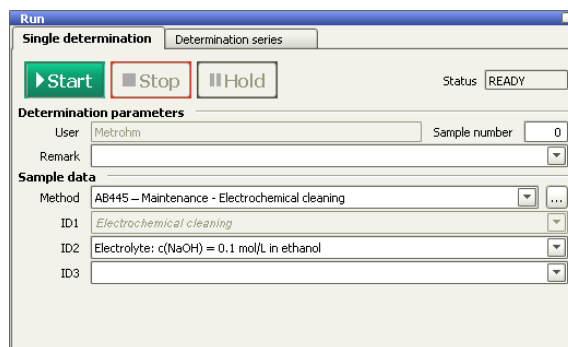 Run
Single determination Determination series
Start Stop Hold Status READY
Determination parameters
User Metrohm Sample number 0
Remark
Sample data
Method AB445 – Maintenance - Electrochemical cleaning ...
ID1 Electrochemical cleaning
ID2 Electrolyte: c(NaOH) = 0.1 mol/L in ethanol
ID3